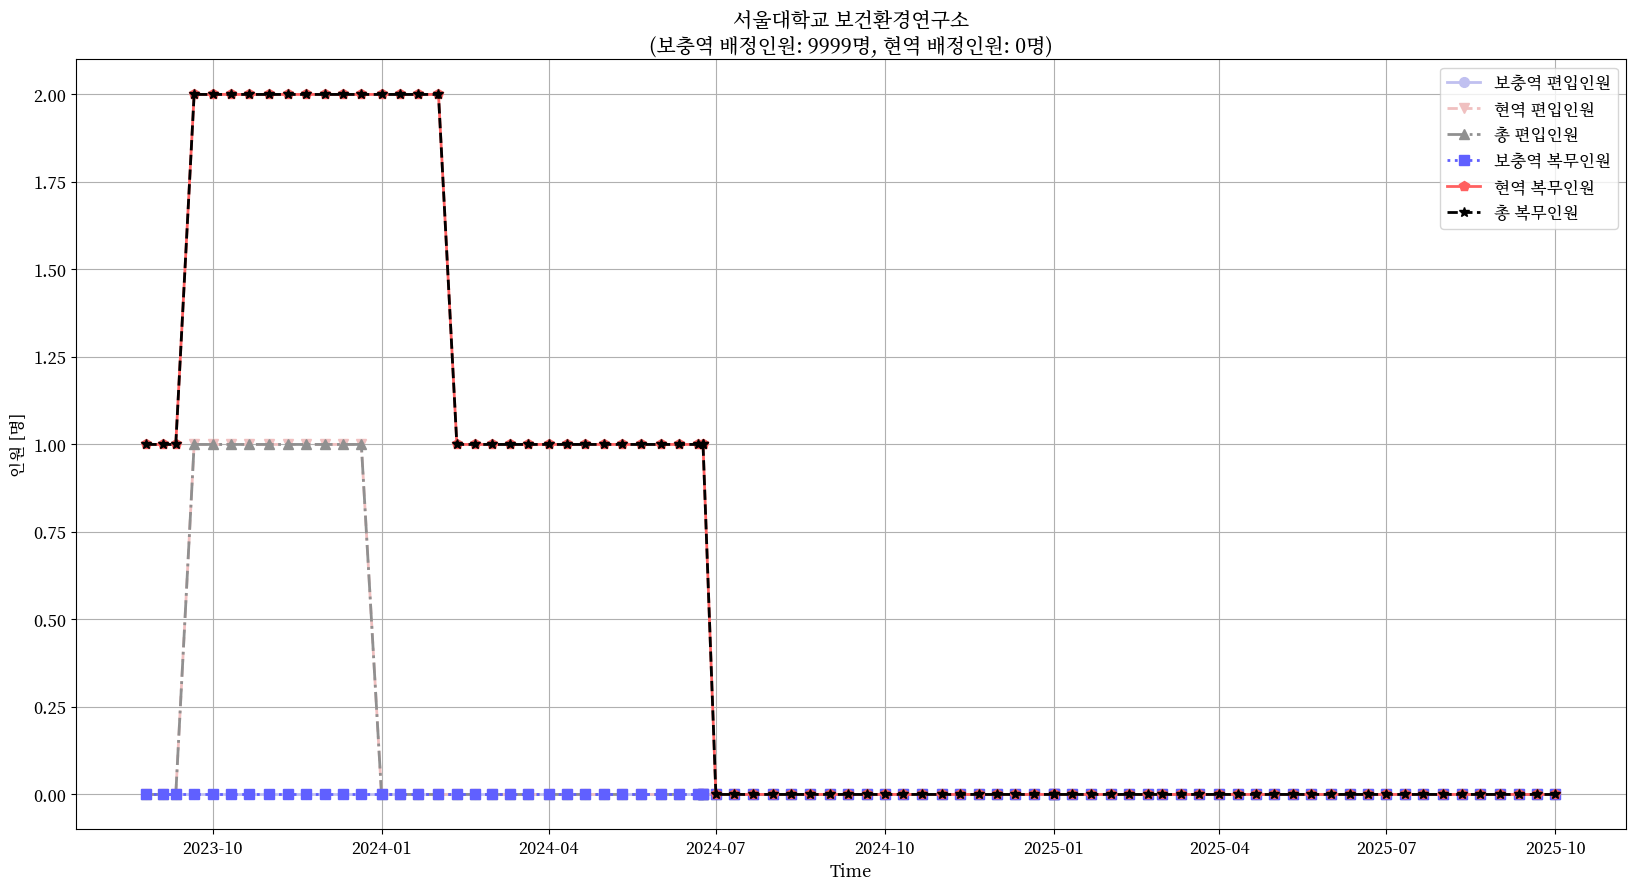 서울대학교 보건환경연구소
(보충역 배정인원: 9999명, 현역 배정인원: 0명)
보충역 편입인원
현역 편입인원
총 편입인원
보충역 복무인원
현역 복무인원
총 복무인원
인원 [명]
2.00
1.75
1.50
1.25
1.00
0.75
0.50
0.25
0.00
2023-10
2024-01
2024-04
2024-07
2024-10
2025-01
2025-04
2025-07
2025-10
Time